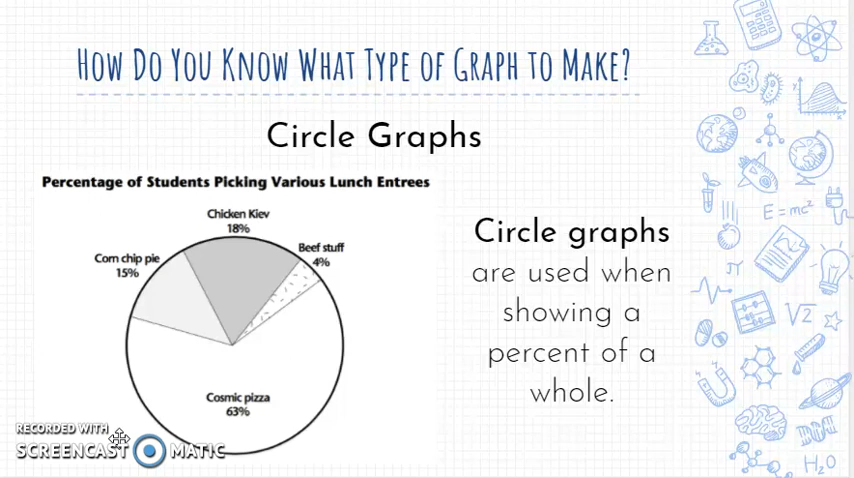 How Do You Know What Type of Graph to Make?
Circle Graphs
Percentage of Students Picking Various Lunch Entrees
Chicken Kiev
18%
Beef stuff
4%
Corn chip pie
15%
Cosmic pizza
63%
Circle graphs
are used when
showing a
percent of a
whole.
E=mc²
π
√2
y
x
H₂O
RECORDED WITH
SCREENCAST MATIC